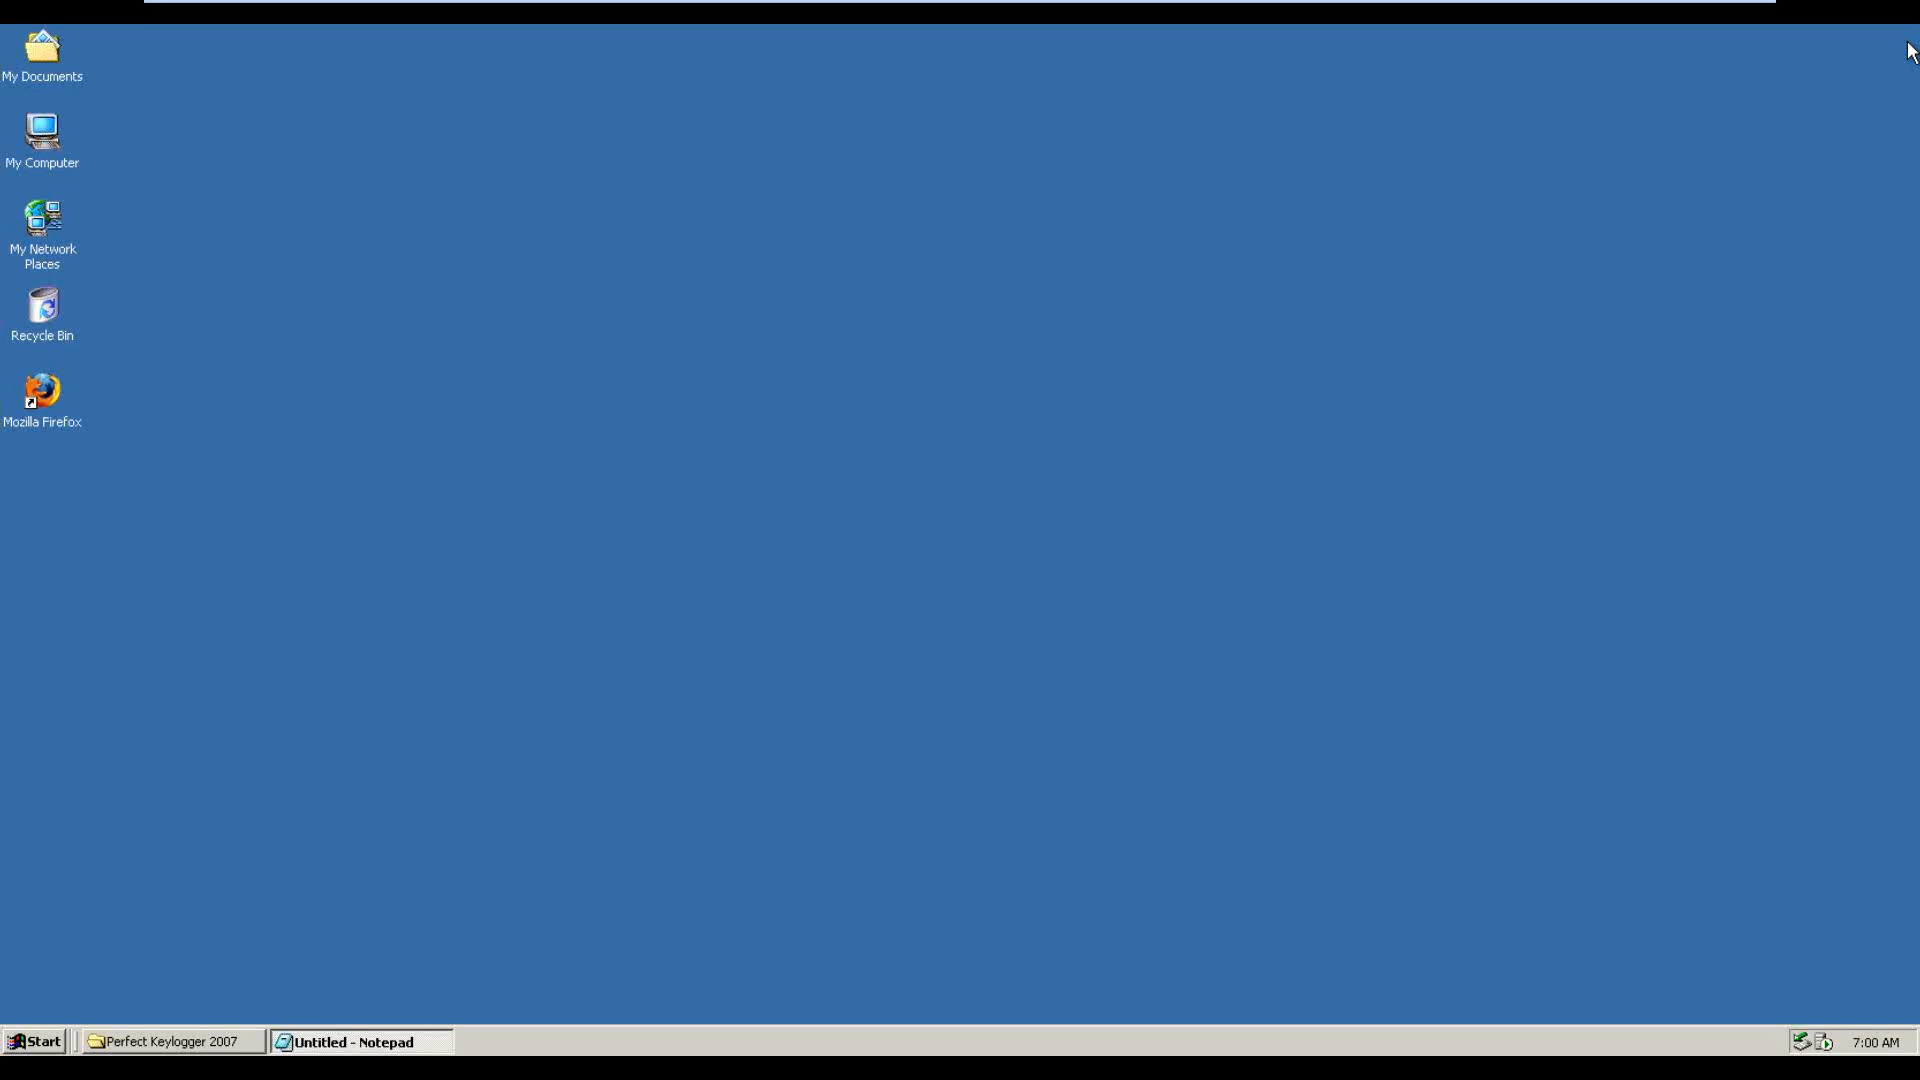 My Documents
My Computer
My Network
Places
Recycle Bin
Mozilla Firefox
Start
Perfect Keylogger 2007
Untitled - Notepad
7:00 AM